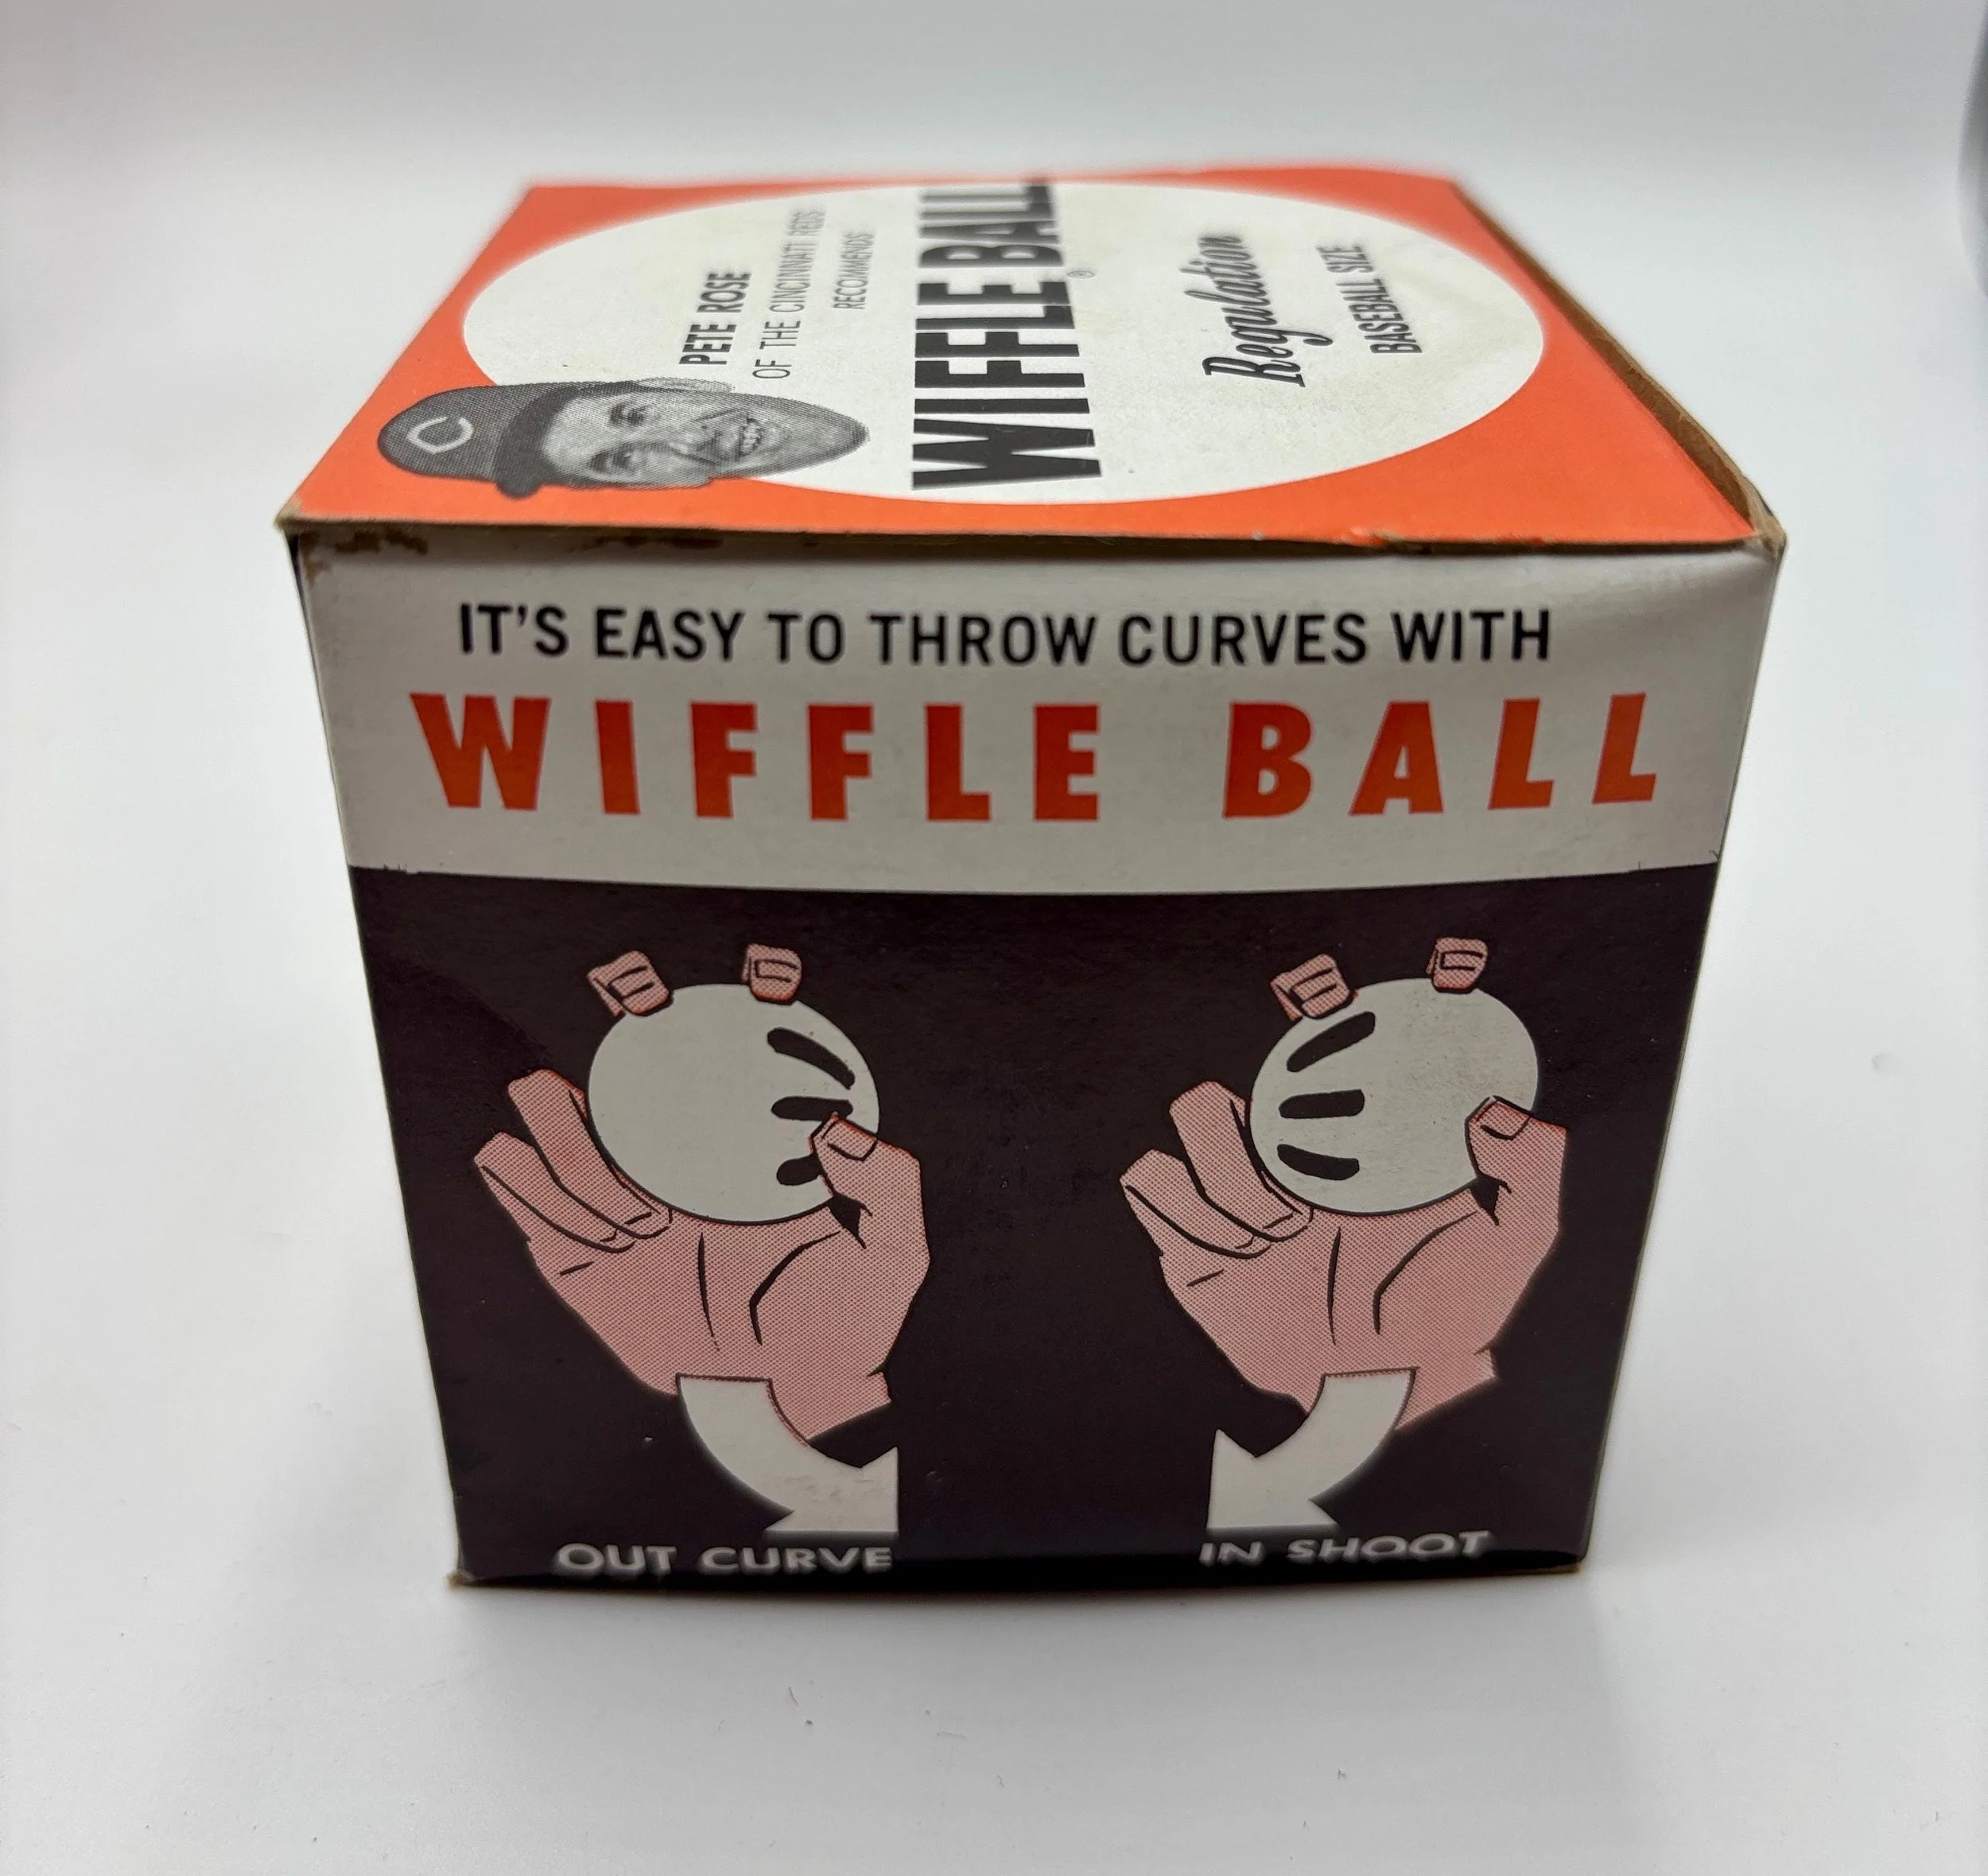 PETE ROSE
OF THE CINCINNATI REDS
RECOMMENDS
WIFFLE BALL
®
Regulation
BASEBALL SIZE
C
IT'S EASY TO THROW CURVES WITH
WIFFLE BALL
OUT CURVE
IN SHOOT